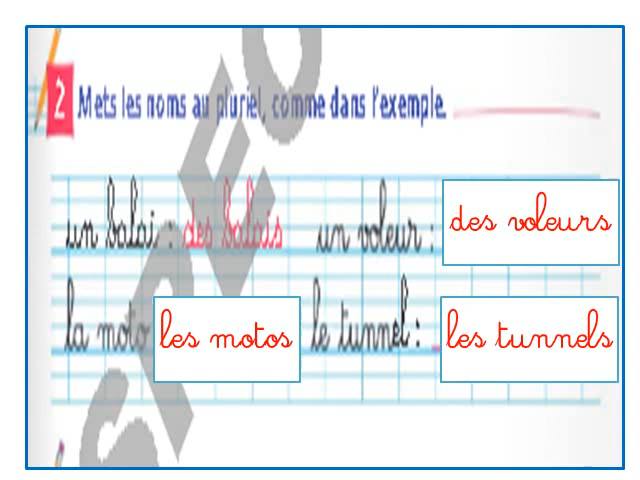 2 Mets les noms au pluriel, comme dans l'exemple.
un balai : des balais un voleur : des voleurs
la moto les motos le tunnel : les tunnels